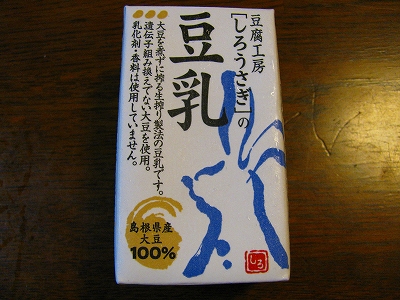 豆腐工房
「しろうさぎ」の
豆乳
大豆を煮ずに搾る生搾り製法の豆乳です。
遺伝子組み換えでない大豆を使用。
乳化剤・香料は使用していません。
島根県産
大豆
100%
しろ